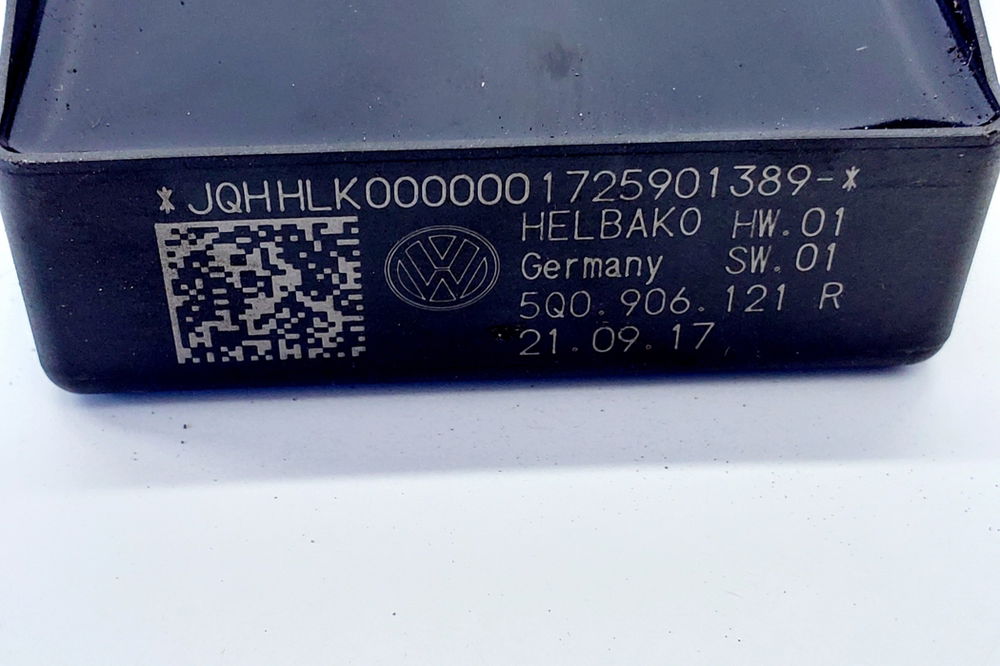 *JQHHLK0000001725901389-*
HELBAKO HW.01
Germany SW.01
5Q0.906.121 R
21.09.17